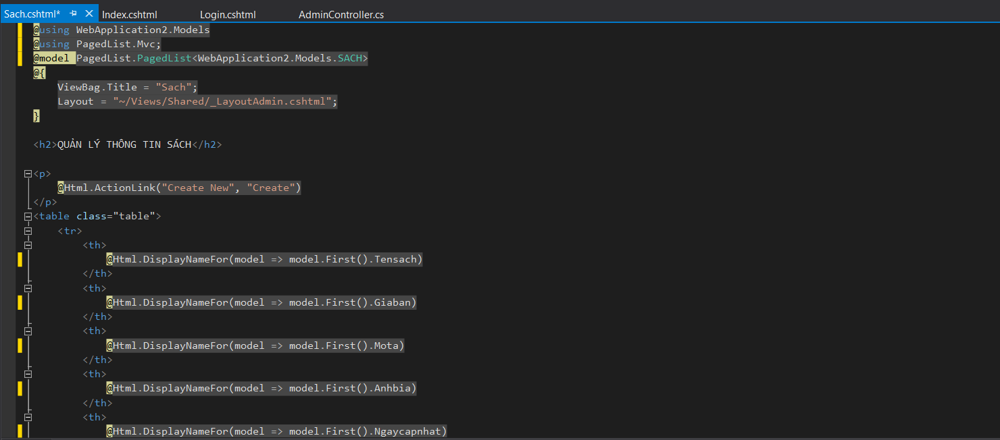 Sach.cshtml* Index.cshtml Login.cshtml AdminController.cs
@using WebApplication2.Models
@using PagedList.Mvc;
@model PagedList.PagedList<WebApplication2.Models.SACH>
@{
ViewBag.Title = "Sach";
Layout = "~/Views/Shared/_LayoutAdmin.cshtml";
}
<h2>QUẢN LÝ THÔNG TIN SÁCH</h2>
<p>
@Html.ActionLink("Create New", "Create")
</p>
<table class="table">
<tr>
<th>
@Html.DisplayNameFor(model => model.First().Tensach)
</th>
<th>
@Html.DisplayNameFor(model => model.First().Giaban)
</th>
<th>
@Html.DisplayNameFor(model => model.First().Mota)
</th>
<th>
@Html.DisplayNameFor(model => model.First().Anhbia)
</th>
<th>
@Html.DisplayNameFor(model => model.First().Ngaycapnhat)